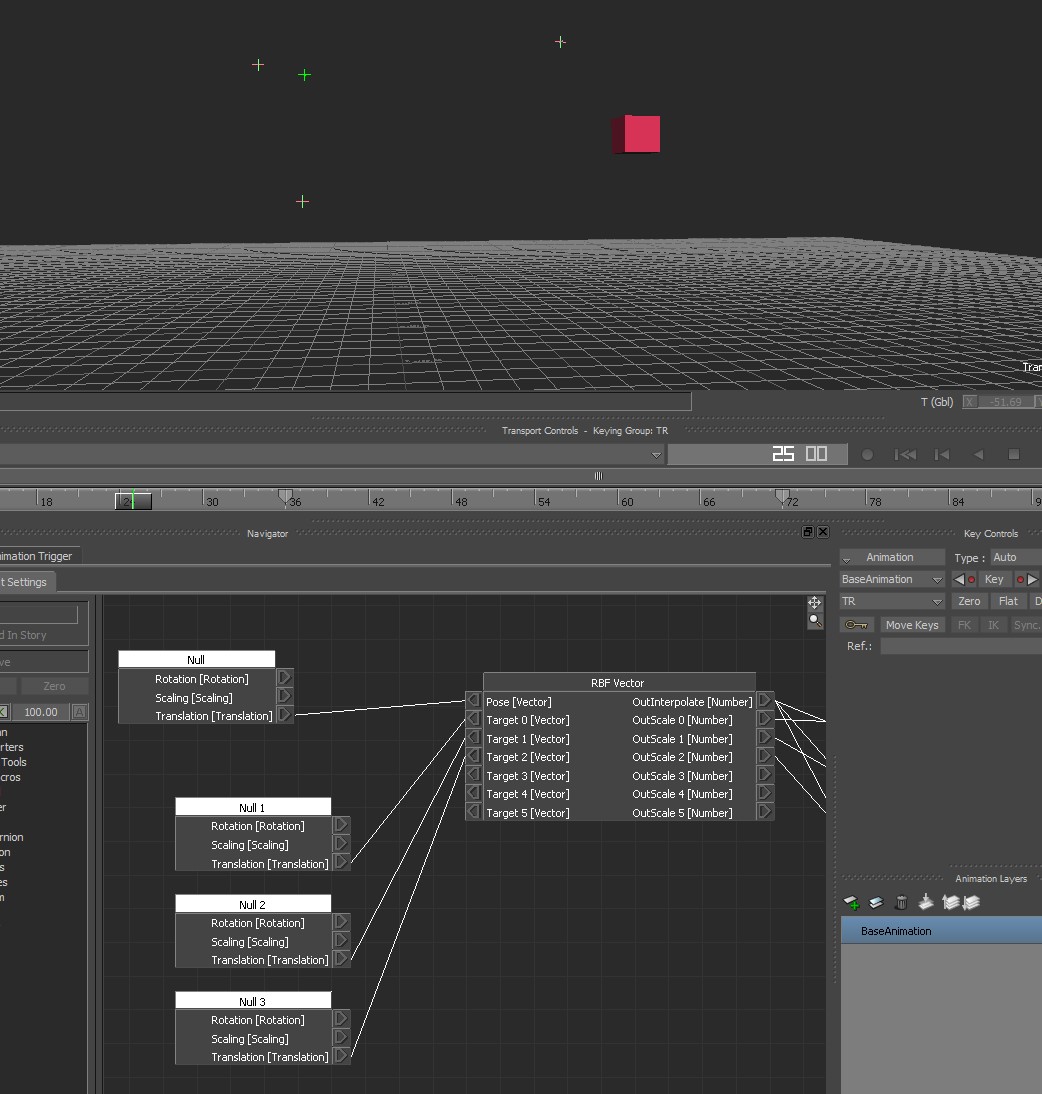 Tran
T (Gbl) X -51.69 Y
Transport Controls - Keying Group: TR
25 00
18 24 30 36 42 48 54 60 66 72 78 84 9
Navigator
Key Controls
imation Trigger
Animation Type : Auto
t Settings
BaseAnimation Key
TR Zero Flat D
d In Story
Move Keys FK IK Sync.
Ref.:
ve
Zero
X 100.00 A
n
rters
Tools
cros
er
rnion
on
s
es
m
Null
Rotation [Rotation]
Scaling [Scaling]
Translation [Translation]
RBF Vector
Pose [Vector] OutInterpolate [Number]
Target 0 [Vector] OutScale 0 [Number]
Target 1 [Vector] OutScale 1 [Number]
Target 2 [Vector] OutScale 2 [Number]
Target 3 [Vector] OutScale 3 [Number]
Target 4 [Vector] OutScale 4 [Number]
Target 5 [Vector] OutScale 5 [Number]
Null 1
Rotation [Rotation]
Scaling [Scaling]
Translation [Translation]
Null 2
Rotation [Rotation]
Scaling [Scaling]
Translation [Translation]
Null 3
Rotation [Rotation]
Scaling [Scaling]
Translation [Translation]
Animation Layers
BaseAnimation